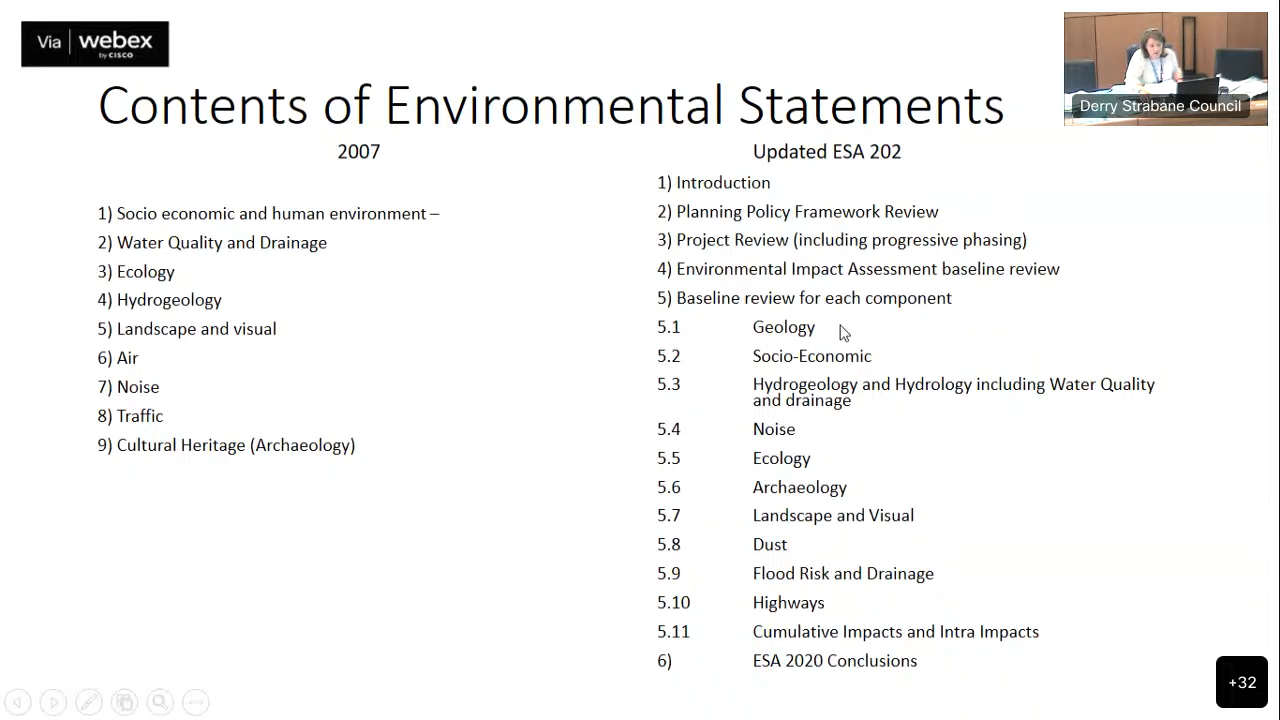 Via webex
by CISCO
Derry Strabane Council
Contents of Environmental Statements
2007
1) Socio economic and human environment –
2) Water Quality and Drainage
3) Ecology
4) Hydrogeology
5) Landscape and visual
6) Air
7) Noise
8) Traffic
9) Cultural Heritage (Archaeology)
Updated ESA 202
1) Introduction
2) Planning Policy Framework Review
3) Project Review (including progressive phasing)
4) Environmental Impact Assessment baseline review
5) Baseline review for each component
5.1 Geology
5.2 Socio-Economic
5.3 Hydrogeology and Hydrology including Water Quality
and drainage
5.4 Noise
5.5 Ecology
5.6 Archaeology
5.7 Landscape and Visual
5.8 Dust
5.9 Flood Risk and Drainage
5.10 Highways
5.11 Cumulative Impacts and Intra Impacts
6) ESA 2020 Conclusions
+32